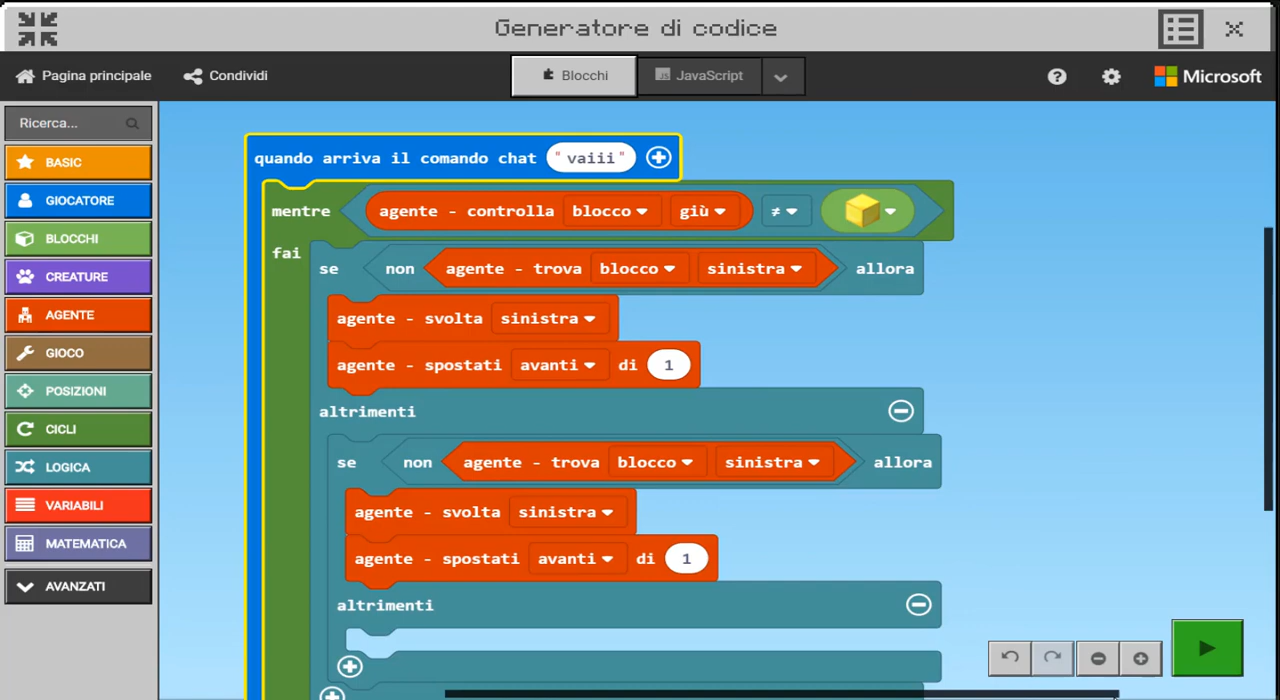 Generatore di codice
Pagina principale
Condividi
Blocchi
JS JavaScript
?
Microsoft
Ricerca...
BASIC
GIOCATORE
BLOCCHI
CREATURE
AGENTE
GIOCO
POSIZIONI
CICLI
LOGICA
VARIABILI
MATEMATICA
AVANZATI
quando arriva il comando chat "vaiii"
mentre agente - controlla blocco giù ≠
fai
se non agente - trova blocco sinistra allora
agente - svolta sinistra
agente - spostati avanti di 1
altrimenti
se non agente - trova blocco sinistra allora
agente - svolta sinistra
agente - spostati avanti di 1
altrimenti